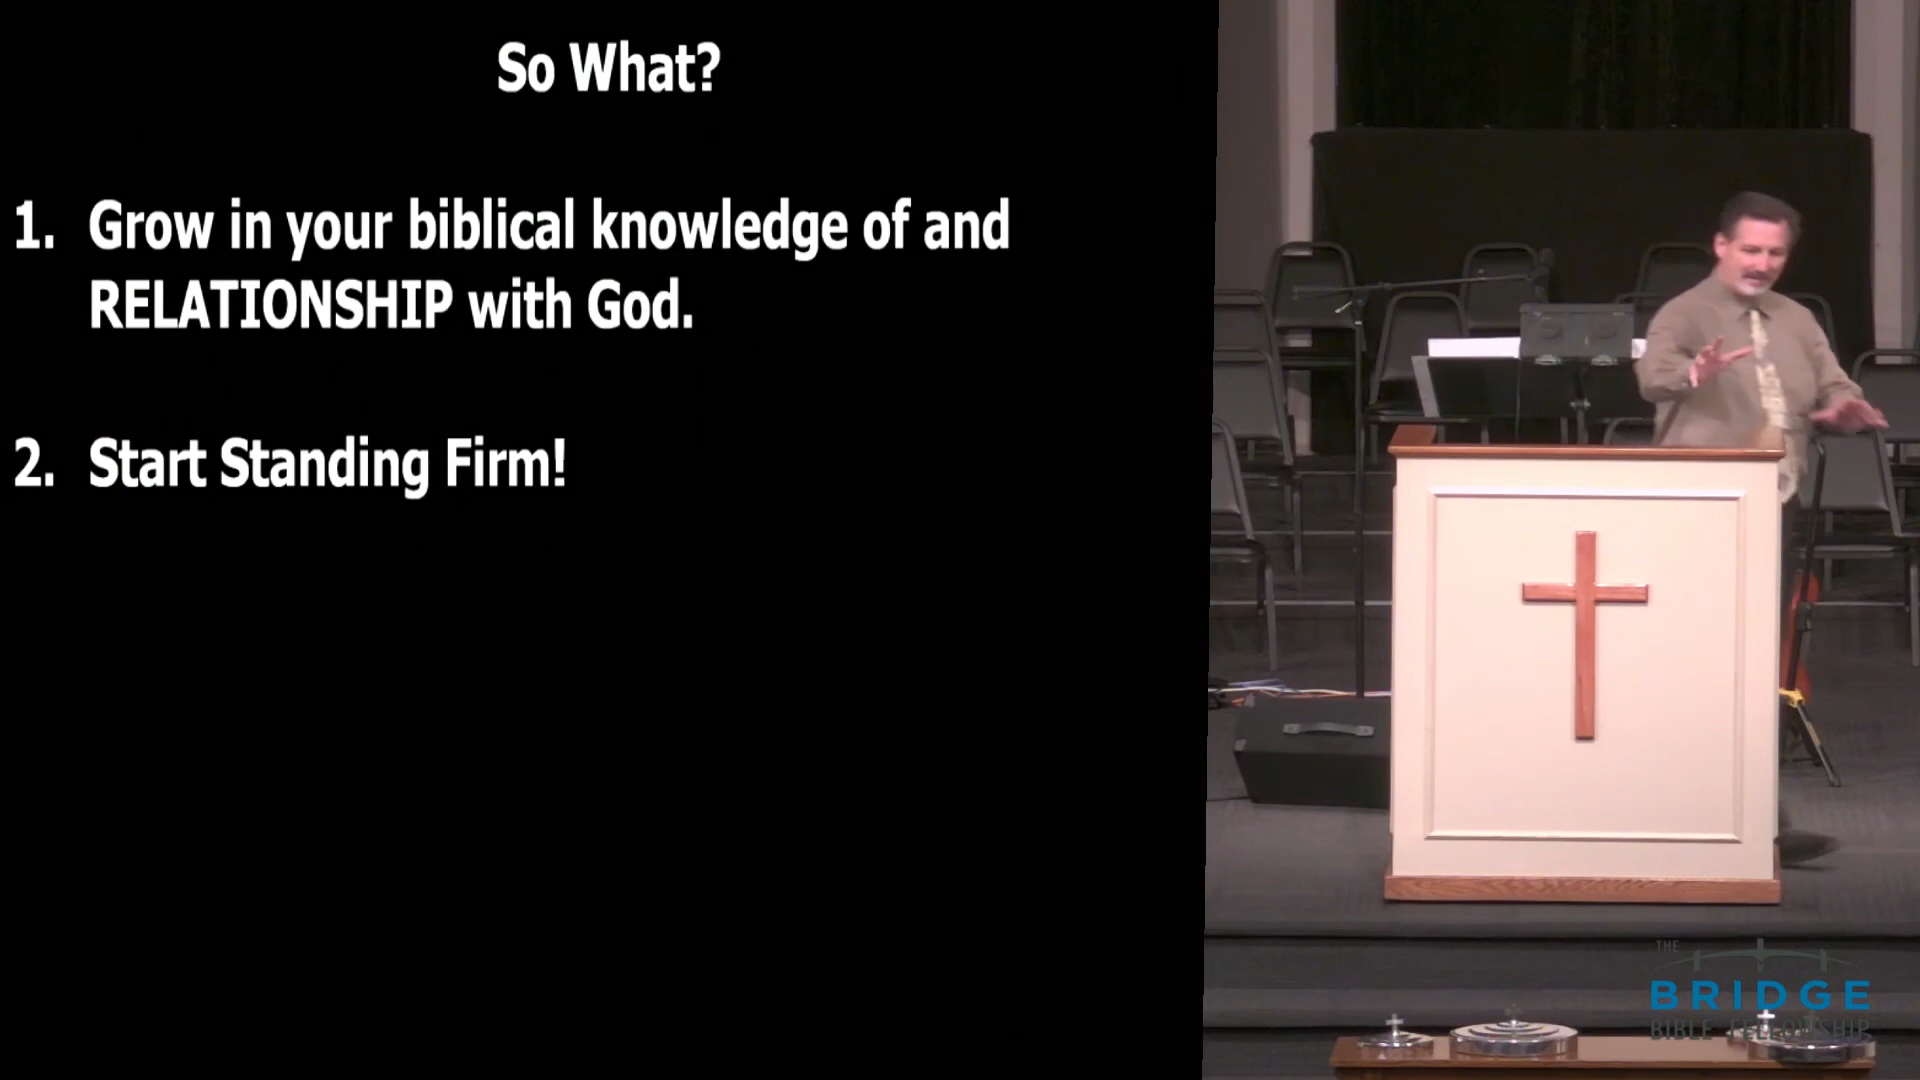 So What?
1. Grow in your biblical knowledge of and
RELATIONSHIP with God.
2. Start Standing Firm!
THE
BRIDGE
BIBLE FELLOWSHIP